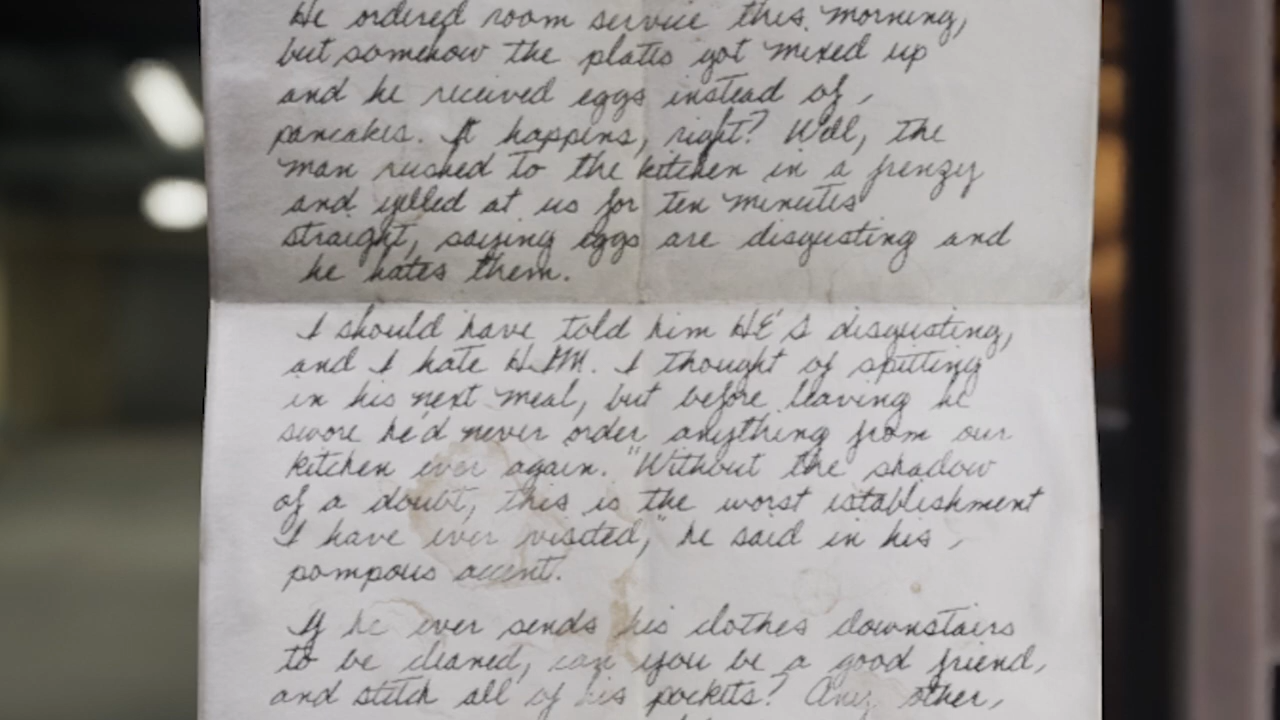 He ordered room service this morning,
but somehow the plates got mixed up
and he received eggs instead of
pancakes. It happens, right? Well, the
man rushed to the kitchen in a frenzy
and yelled at us for ten minutes
straight, saying eggs are disgusting and
he hates them.
I should have told him HE'S disgusting,
and I hate HIM. I thought of spitting
in his next meal, but before leaving he
swore he'd never order anything from our
kitchen ever again. "Without the shadow
of a doubt, this is the worst establishment
I have ever visited," he said in his
pompous accent.
If he ever sends his clothes downstairs
to be cleaned, can you be a good friend,
and stitch all of his pockets? Any other,